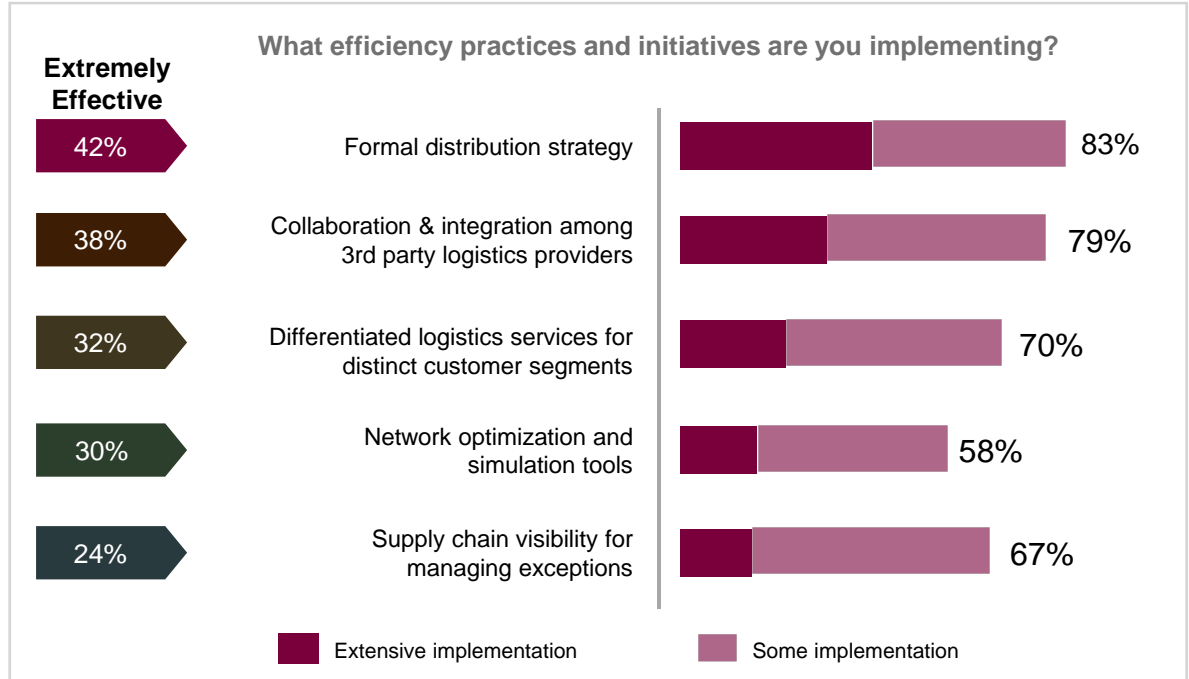 What efficiency practices and initiatives are you implementing?
Extremely
Effective
42%
Formal distribution strategy
83%
38%
Collaboration & integration among
3rd party logistics providers
79%
32%
Differentiated logistics services for
distinct customer segments
70%
30%
Network optimization and
simulation tools
58%
24%
Supply chain visibility for
managing exceptions
67%
Extensive implementation
Some implementation